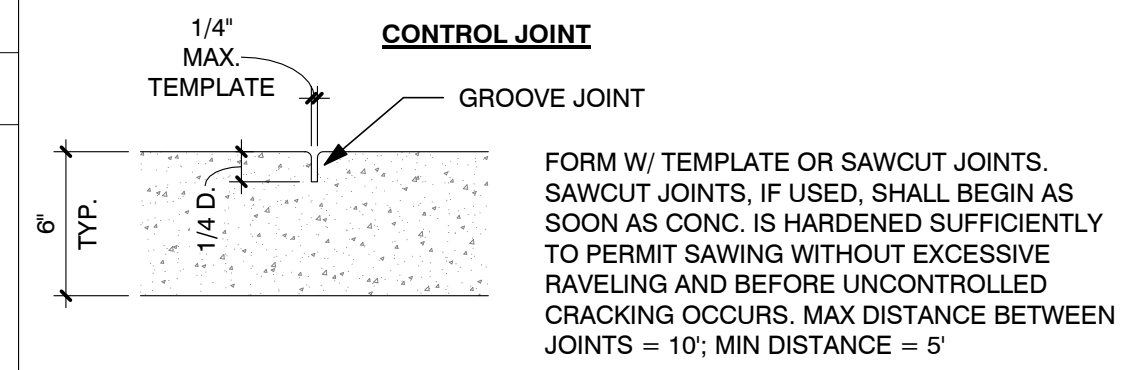 1/4"
MAX.
TEMPLATE
CONTROL JOINT
GROOVE JOINT
6"
TYP.
1/4 D.
FORM W/ TEMPLATE OR SAWCUT JOINTS.
SAWCUT JOINTS, IF USED, SHALL BEGIN AS
SOON AS CONC. IS HARDENED SUFFICIENTLY
TO PERMIT SAWING WITHOUT EXCESSIVE
RAVELING AND BEFORE UNCONTROLLED
CRACKING OCCURS. MAX DISTANCE BETWEEN
JOINTS = 10'; MIN DISTANCE = 5'